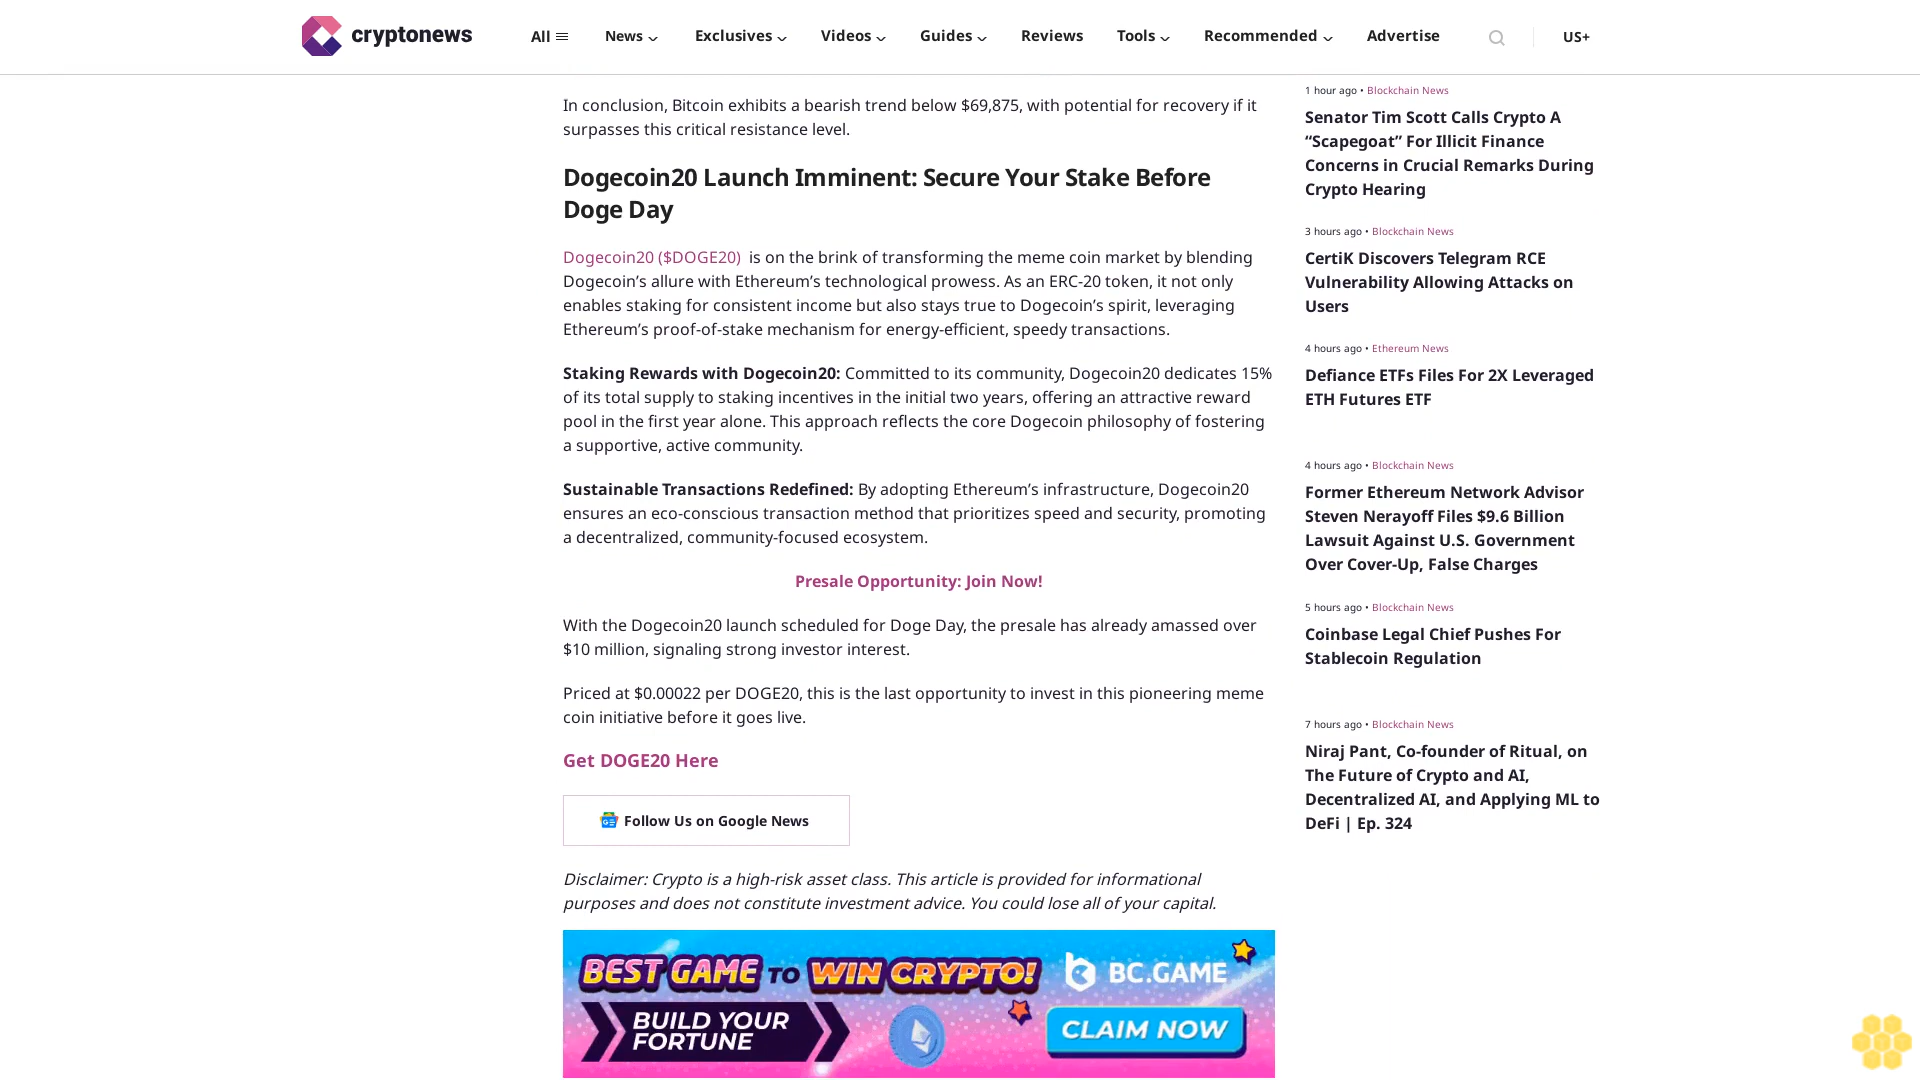 cryptonews
All
News
Exclusives
Videos
Guides
Reviews
Tools
Recommended
Advertise
US+
In conclusion, Bitcoin exhibits a bearish trend below $69,875, with potential for recovery if it
surpasses this critical resistance level.
Dogecoin20 Launch Imminent: Secure Your Stake Before
Doge Day
Dogecoin20 ($DOGE20)  is on the brink of transforming the meme coin market by blending
Dogecoin’s allure with Ethereum’s technological prowess. As an ERC-20 token, it not only
enables staking for consistent income but also stays true to Dogecoin’s spirit, leveraging
Ethereum’s proof-of-stake mechanism for energy-efficient, speedy transactions.
Staking Rewards with Dogecoin20: Committed to its community, Dogecoin20 dedicates 15%
of its total supply to staking incentives in the initial two years, offering an attractive reward
pool in the first year alone. This approach reflects the core Dogecoin philosophy of fostering
a supportive, active community.
Sustainable Transactions Redefined: By adopting Ethereum’s infrastructure, Dogecoin20
ensures an eco-conscious transaction method that prioritizes speed and security, promoting
a decentralized, community-focused ecosystem.
Presale Opportunity: Join Now!
With the Dogecoin20 launch scheduled for Doge Day, the presale has already amassed over
$10 million, signaling strong investor interest.
Priced at $0.00022 per DOGE20, this is the last opportunity to invest in this pioneering meme
coin initiative before it goes live.
Get DOGE20 Here
Follow Us on Google News
Disclaimer: Crypto is a high-risk asset class. This article is provided for informational
purposes and does not constitute investment advice. You could lose all of your capital.
BEST GAME TO WIN CRYPTO!
BC.GAME
BUILD YOUR
FORTUNE
CLAIM NOW
1 hour ago • Blockchain News
Senator Tim Scott Calls Crypto A
“Scapegoat” For Illicit Finance
Concerns in Crucial Remarks During
Crypto Hearing
3 hours ago • Blockchain News
CertiK Discovers Telegram RCE
Vulnerability Allowing Attacks on
Users
4 hours ago • Ethereum News
Defiance ETFs Files For 2X Leveraged
ETH Futures ETF
4 hours ago • Blockchain News
Former Ethereum Network Advisor
Steven Nerayoff Files $9.6 Billion
Lawsuit Against U.S. Government
Over Cover-Up, False Charges
5 hours ago • Blockchain News
Coinbase Legal Chief Pushes For
Stablecoin Regulation
7 hours ago • Blockchain News
Niraj Pant, Co-founder of Ritual, on
The Future of Crypto and AI,
Decentralized AI, and Applying ML to
DeFi | Ep. 324